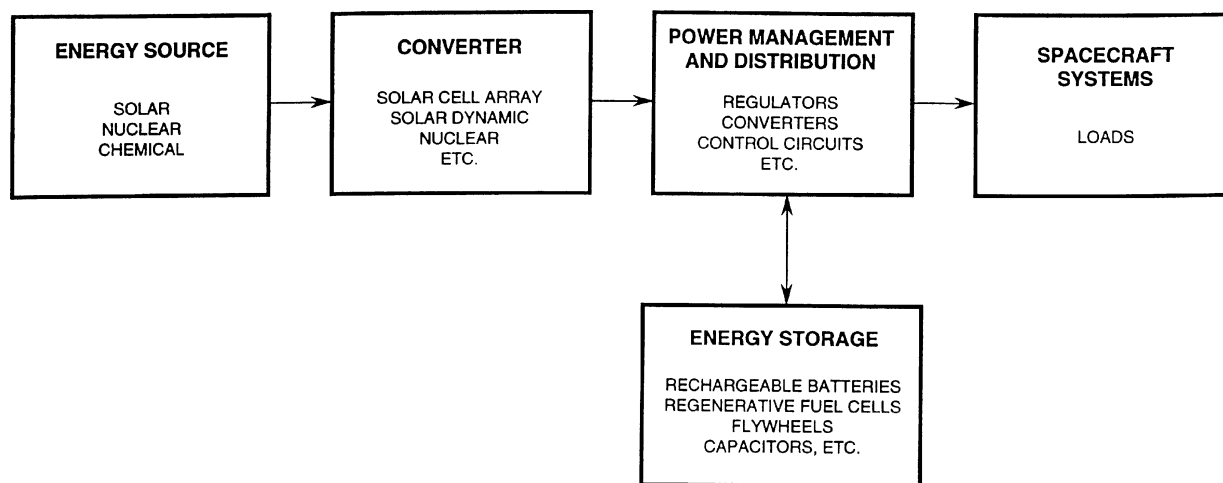 ENERGY SOURCE
SOLAR
NUCLEAR
CHEMICAL
CONVERTER
SOLAR CELL ARRAY
SOLAR DYNAMIC
NUCLEAR
ETC.
POWER MANAGEMENT
AND DISTRIBUTION
REGULATORS
CONVERTERS
CONTROL CIRCUITS
ETC.
SPACECRAFT
SYSTEMS
LOADS
ENERGY STORAGE
RECHARGEABLE BATTERIES
REGENERATIVE FUEL CELLS
FLYWHEELS
CAPACITORS, ETC.